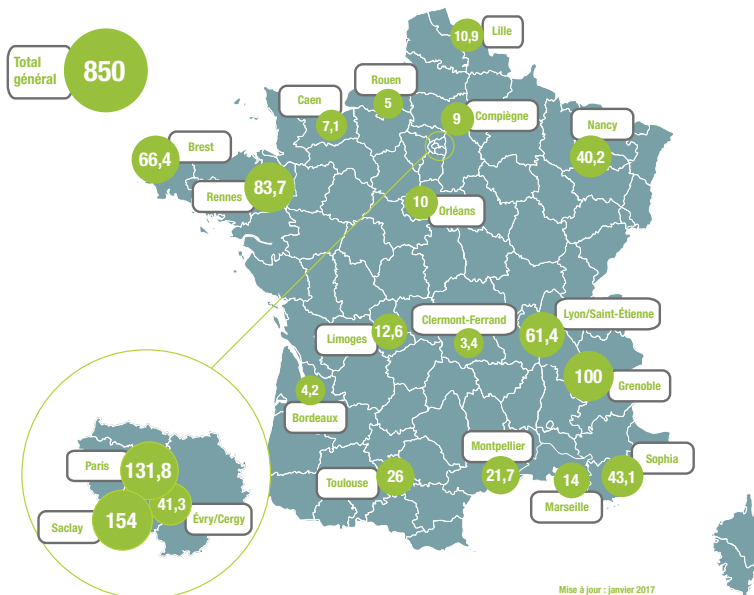 Total
général
850
Lille
10,9
Rouen
5
Caen
7,1
Compiègne
9
Nancy
40,2
Brest
66,4
Rennes
83,7
10
Orléans
Limoges
12,6
Clermont-Ferrand
3,4
Lyon/Saint-Étienne
61,4
100
Grenoble
4,2
Bordeaux
Paris
131,8
41,3
Évry/Cergy
Saclay
154
Toulouse
26
Montpellier
21,7
14
Marseille
Sophia
43,1
Mise à jour : janvier 2017